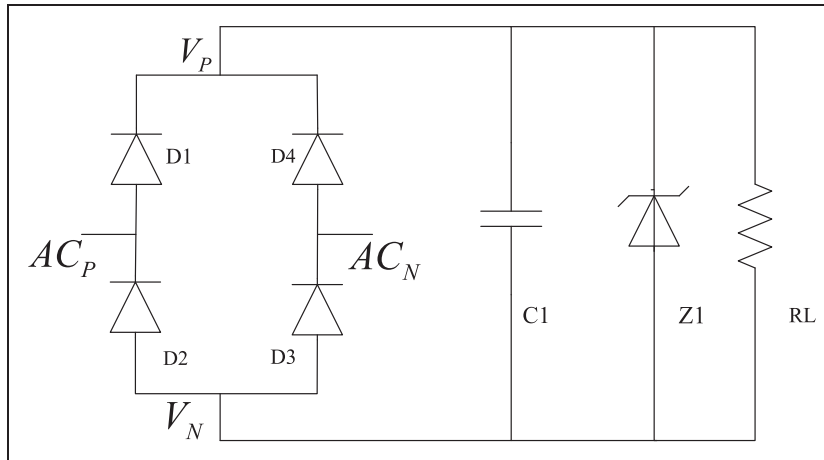 V_P
D1
D4
AC_P
AC_N
C1
Z1
RL
D2
D3
V_N